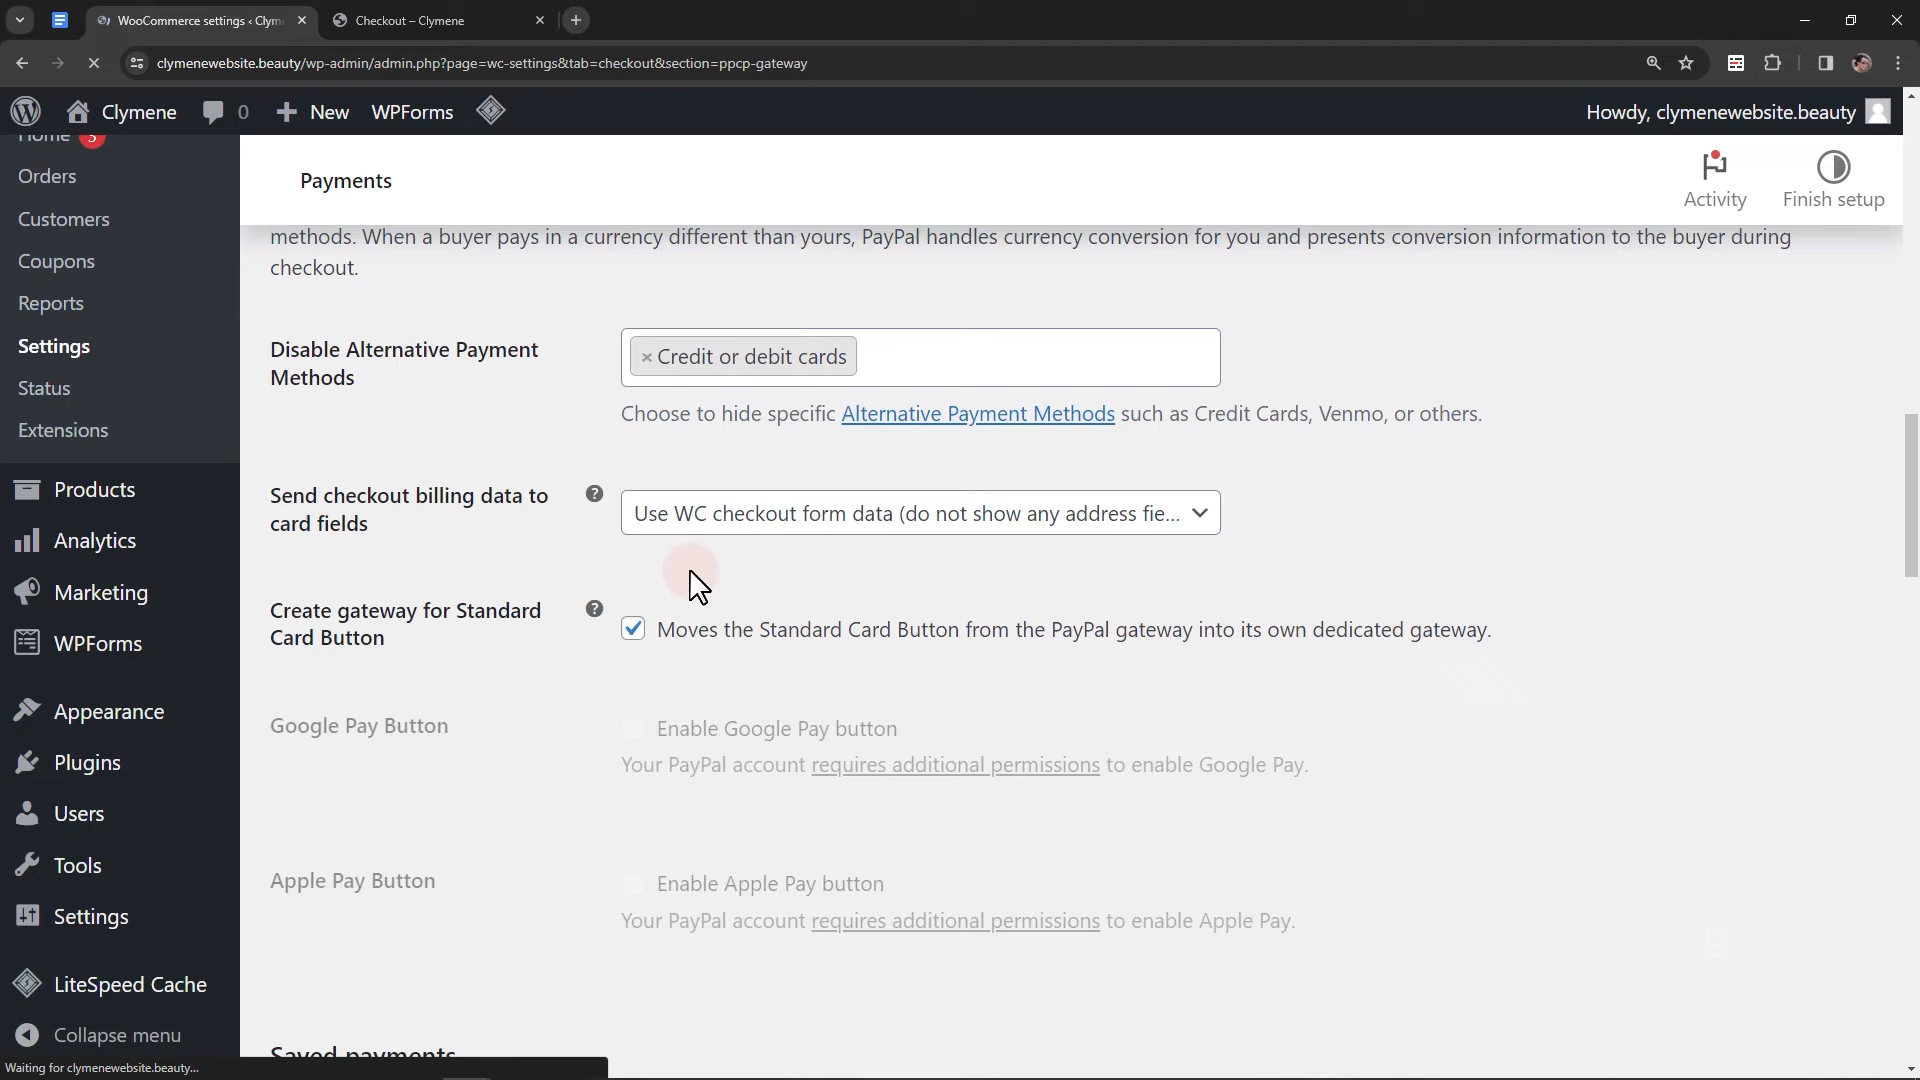 WooCommerce settings ‹ Clym
Checkout – Clymene
clymenewebsite.beauty/wp-admin/admin.php?page=wc-settings&tab=checkout&section=ppcp-gateway
Clymene
0
New
WPForms
Howdy, clymenewebsite.beauty
Home 3
Orders
Customers
Coupons
Reports
Settings
Status
Extensions
Products
Analytics
Marketing
WPForms
Appearance
Plugins
Users
Tools
Settings
LiteSpeed Cache
Collapse menu
Payments
Activity
Finish setup
methods. When a buyer pays in a currency different than yours, PayPal handles currency conversion for you and presents conversion information to the buyer during
checkout.
Disable Alternative Payment
Methods
× Credit or debit cards
Choose to hide specific Alternative Payment Methods such as Credit Cards, Venmo, or others.
Send checkout billing data to
card fields
?
Use WC checkout form data (do not show any address fie...
Create gateway for Standard
Card Button
?
Moves the Standard Card Button from the PayPal gateway into its own dedicated gateway.
Google Pay Button
Enable Google Pay button
Your PayPal account requires additional permissions to enable Google Pay.
Apple Pay Button
Enable Apple Pay button
Your PayPal account requires additional permissions to enable Apple Pay.
Saved payments
Waiting for clymenewebsite.beauty...